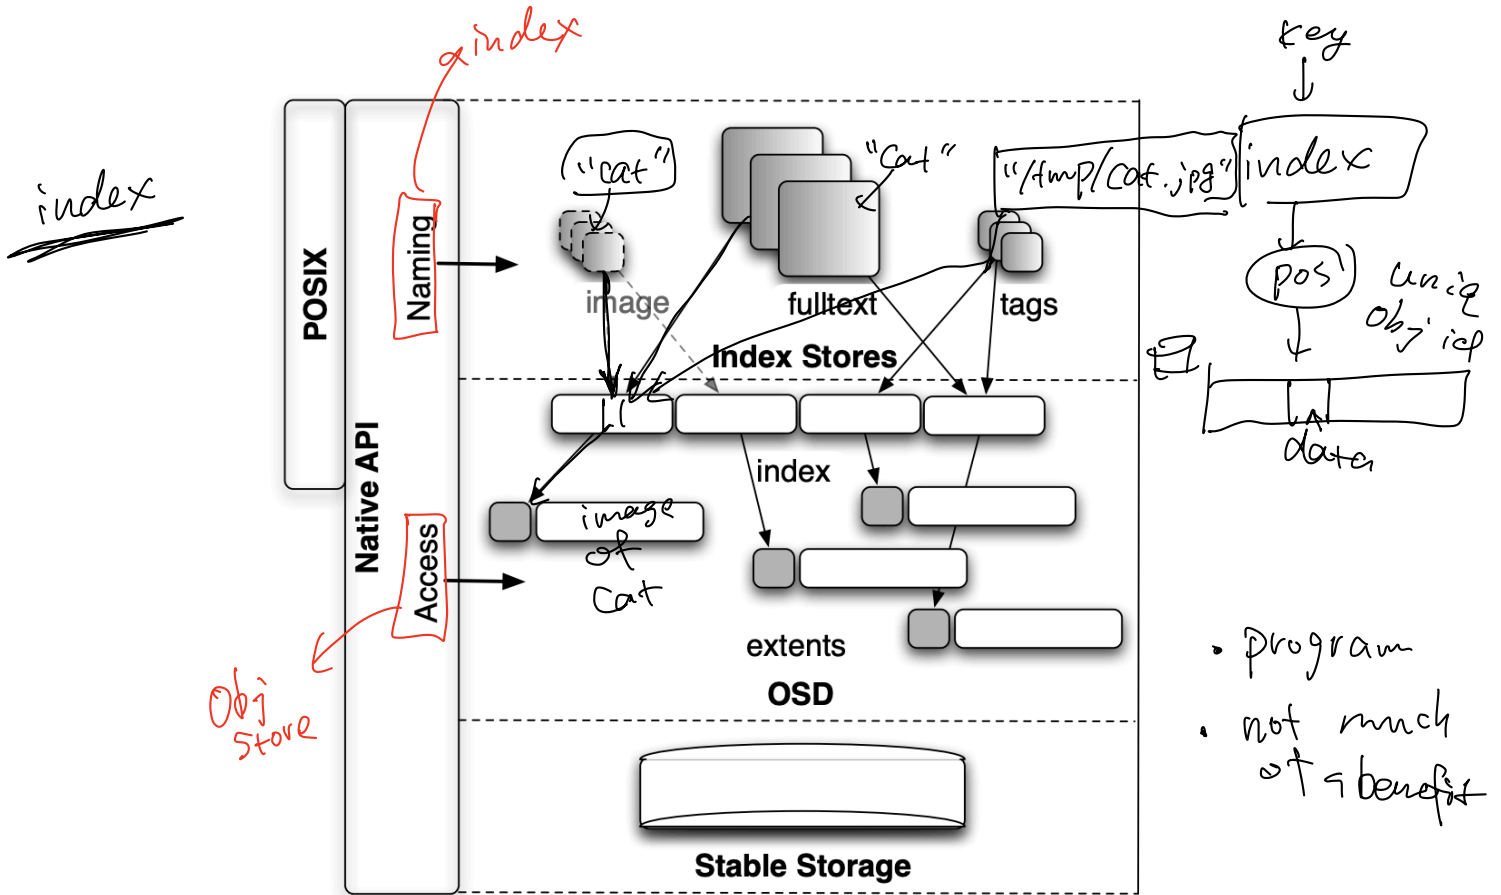 index
key
index
"cat"
"cat"
"/tmp/cat.jpg"
index
POSIX
Naming
pos
uniq
obj id
image
fulltext
tags
Index Stores
data
Native API
index
image
of
cat
Access
extents
OSD
Obj
Store
• program
• not much
of a benefit
Stable Storage